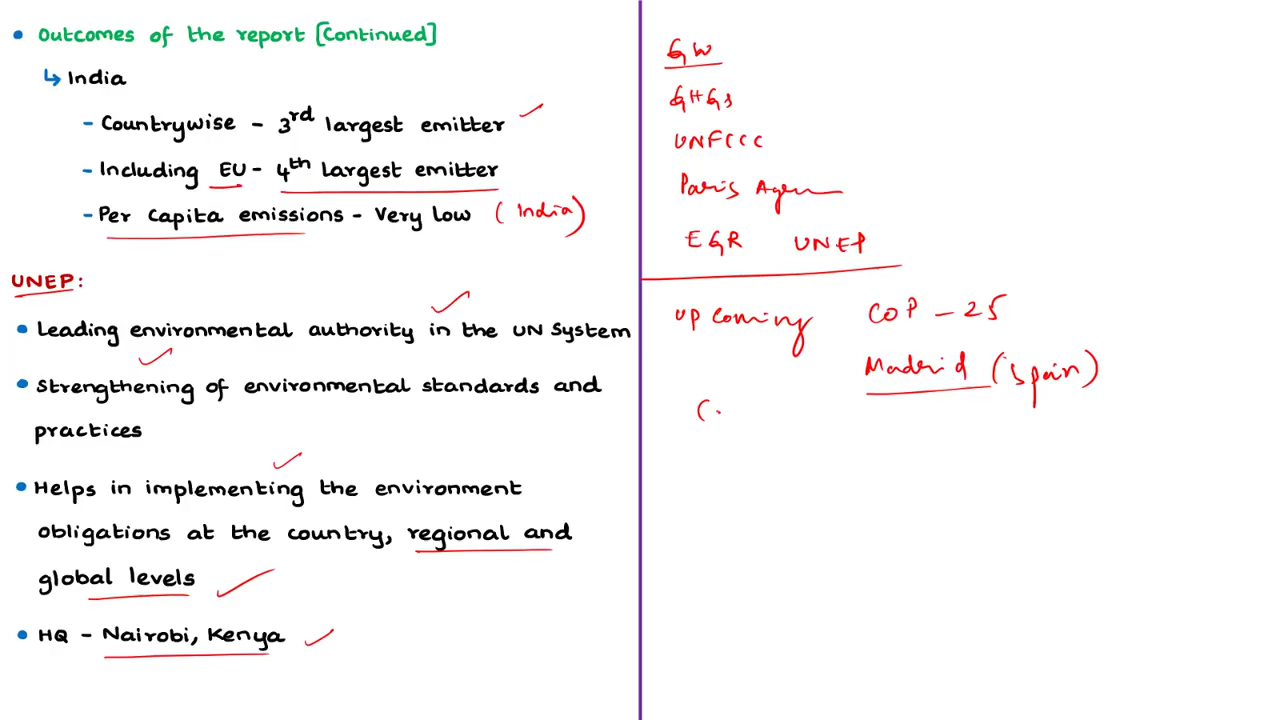 • Outcomes of the report [Continued]
↳ India
- Countrywise - 3rd largest emitter
- Including EU - 4th largest emitter
- Per Capita emissions - Very Low (India)
UNEP:
• Leading environmental authority in the UN System
• Strengthening of environmental standards and
practices
• Helps in implementing the environment
obligations at the country, regional and
global levels
• HQ - Nairobi, Kenya
GW
GHGs
UNFCCC
Paris
EGR UNEP
upcoming COP - 25
Madrid (Spain)
(